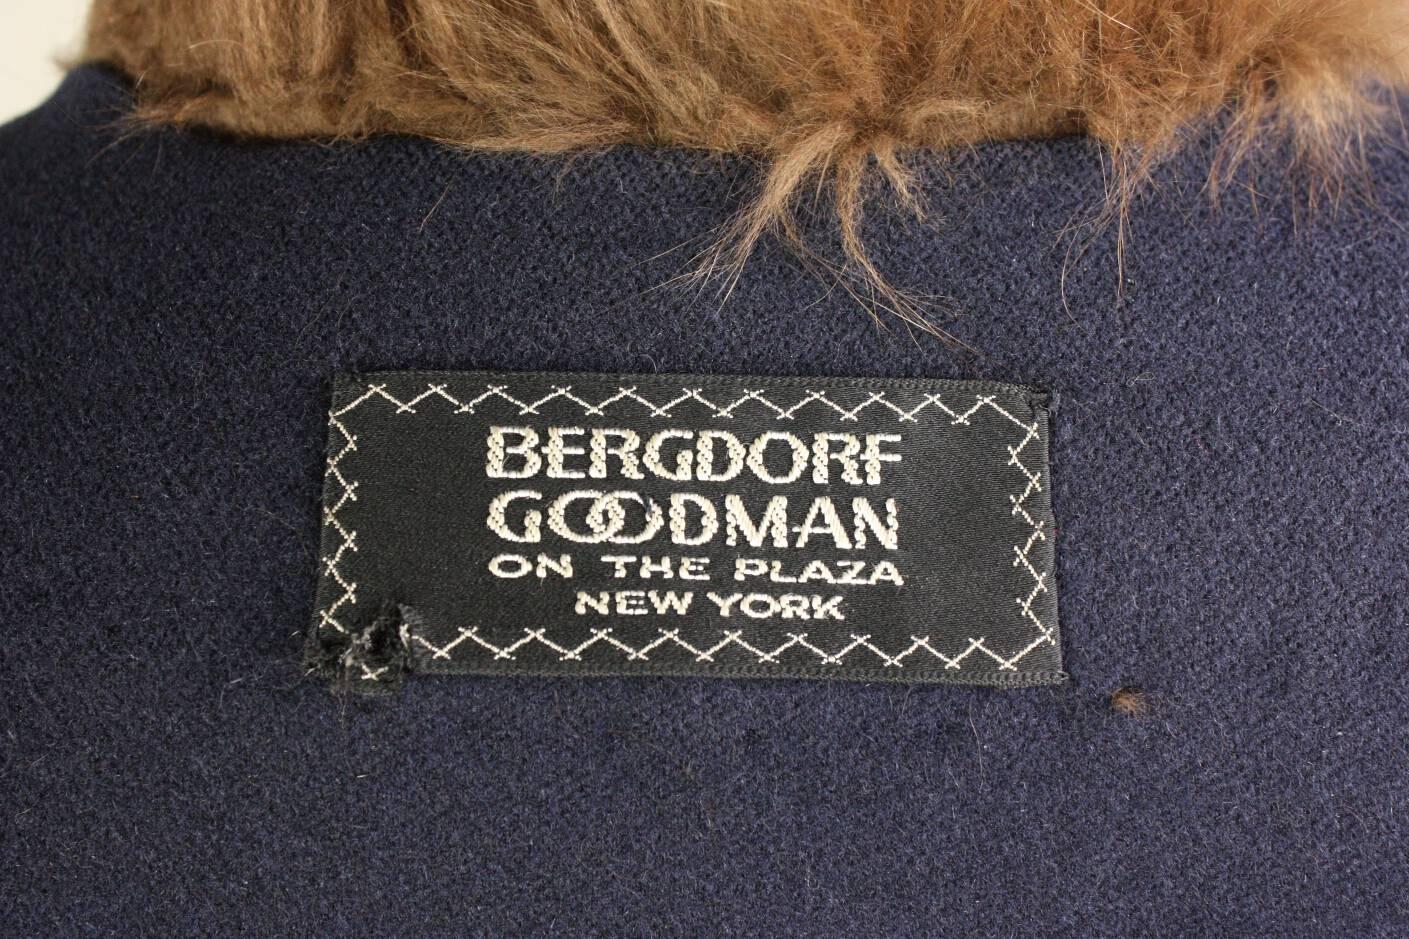 BERGDORF
GOODMAN
ON THE PLAZA
NEW YORK